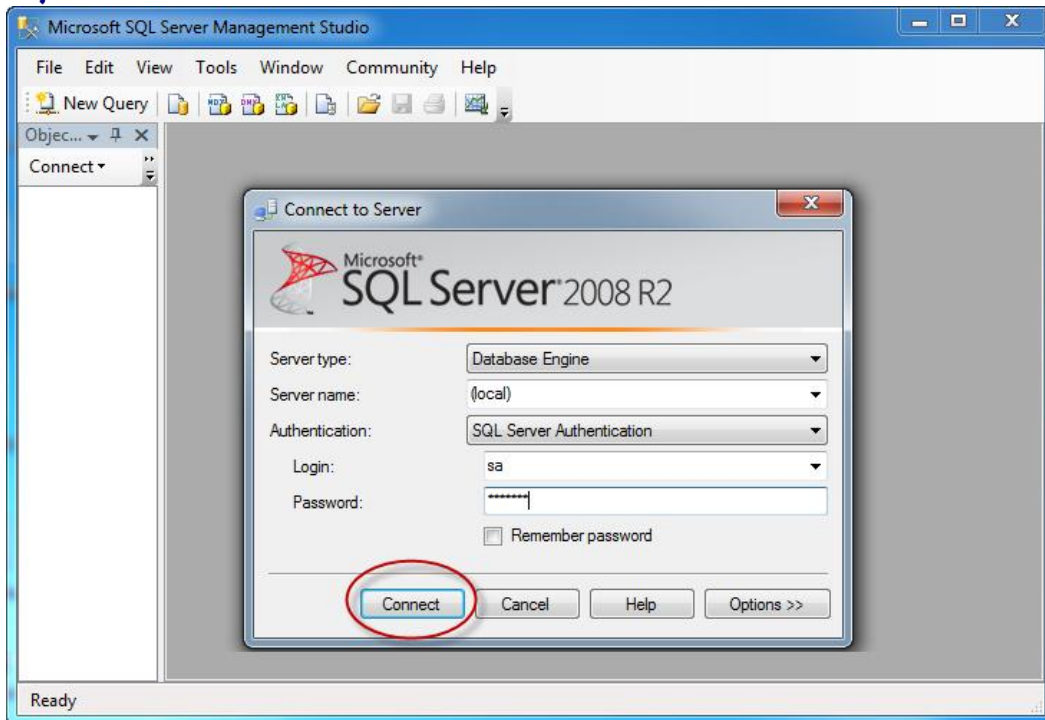 Microsoft SQL Server Management Studio
File Edit View Tools Window Community Help
New Query
Objec...
Connect
Connect to Server
Microsoft®
SQL Server® 2008 R2
Server type: Database Engine
Server name: (local)
Authentication: SQL Server Authentication
Login: sa
Password: *******
Remember password
Connect Cancel Help Options >>
Ready